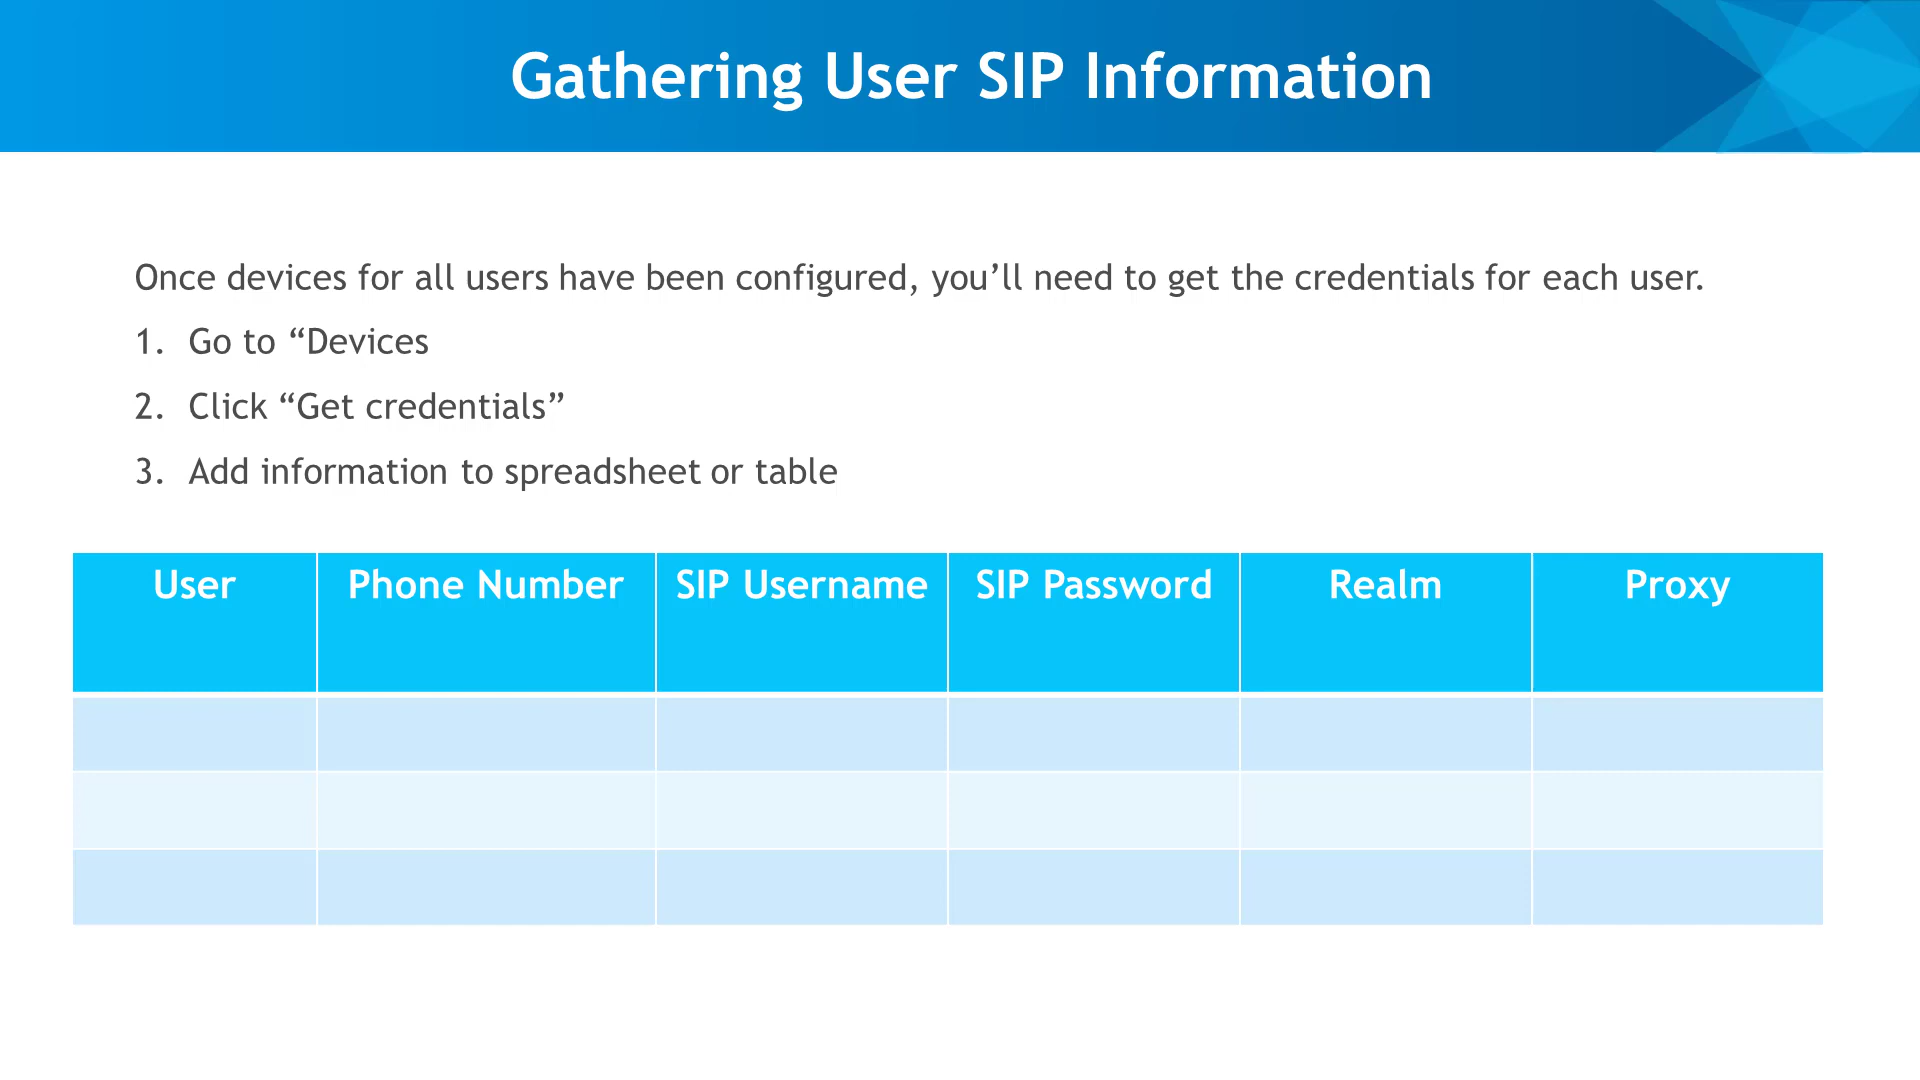 Gathering User SIP Information
Once devices for all users have been configured, you’ll need to get the credentials for each user.
1. Go to “Devices
2. Click “Get credentials”
3. Add information to spreadsheet or table
User Phone Number SIP Username SIP Password Realm Proxy